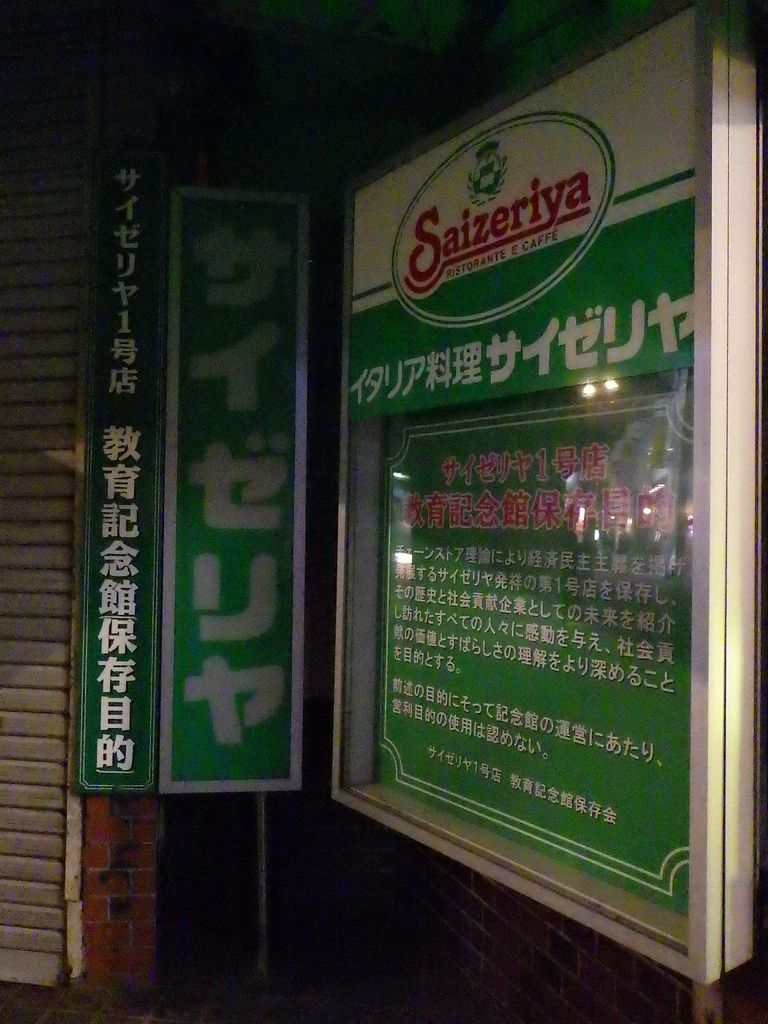 サイゼリヤ1号店 教育記念館保存目的
サイゼリヤ
Saizeriya
RISTORANTE E CAFFÈ
イタリア料理サイゼリヤ
サイゼリヤ1号店
教育記念館保存目的
チェーンストア理論により経済民主主義を
発展するサイゼリヤ発祥の第1号店を保存し、
その歴史と社会貢献企業としての未来を紹介
し訪れたすべての人々に感動を与え、社会貢
献の価値とすばらしさの理解をより深めること
を目的とする。
前述の目的にそって記念館の運営にあたり、
営利目的の使用は認めない。
サイゼリヤ1号店 教育記念館保存会